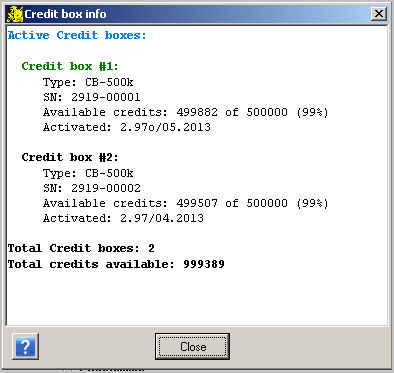 Credit box info
Active Credit boxes:
Credit box #1:
Type: CB-500k
SN: 2919-00001
Available credits: 499882 of 500000 (99%)
Activated: 2.97o/05.2013
Credit box #2:
Type: CB-500k
SN: 2919-00002
Available credits: 499507 of 500000 (99%)
Activated: 2.97/04.2013
Total Credit boxes: 2
Total credits available: 999389
?
Close